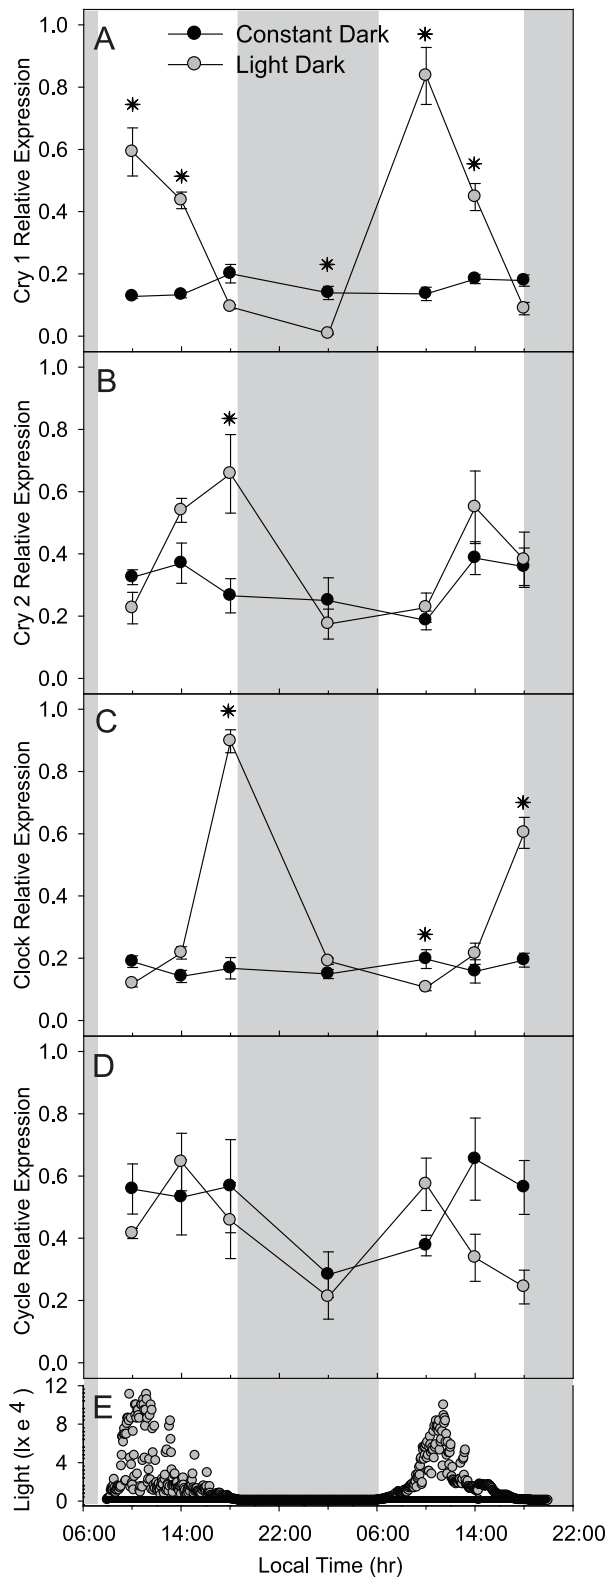 A
Constant Dark
Light Dark
Cry 1 Relative Expression
1.0
0.8
0.6
0.4
0.2
0.0
B
Cry 2 Relative Expression
1.0
0.8
0.6
0.4
0.2
0.0
C
Clock Relative Expression
1.0
0.8
0.6
0.4
0.2
0.0
D
Cycle Relative Expression
1.0
0.8
0.6
0.4
0.2
0.0
E
Light (lx e 4 )
12
8
4
0
06:00 14:00 22:00 06:00 14:00 22:00
Local Time (hr)